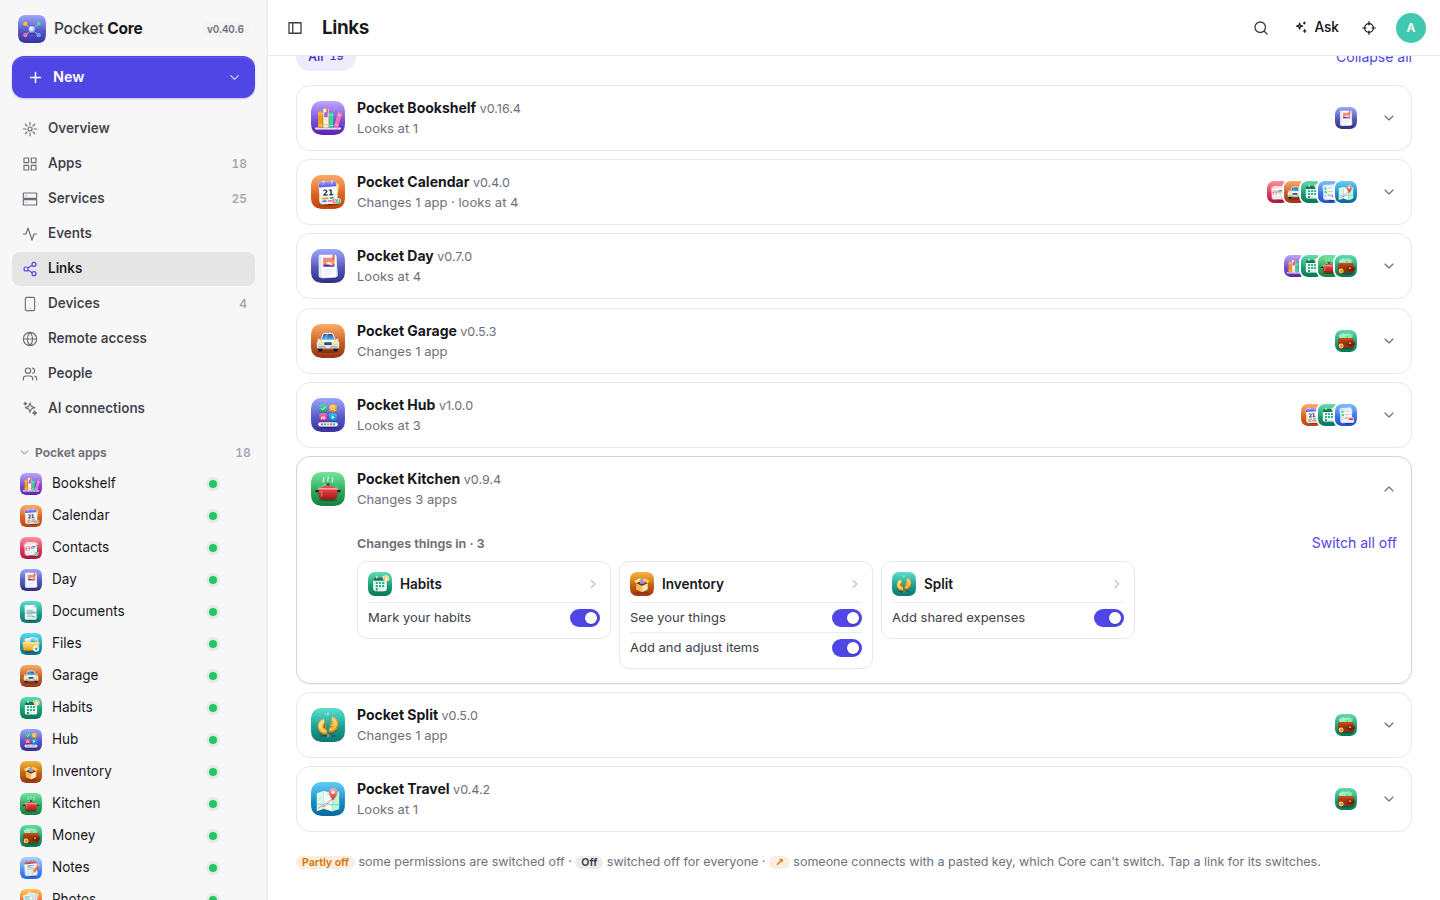 Pocket Core
v0.40.6
New
Overview
Apps 18
Services 25
Events
Links
Devices 4
Remote access
People
AI connections
Pocket apps 18
Bookshelf
Calendar
Contacts
Day
Documents
Files
Garage
Habits
Hub
Inventory
Kitchen
Money
Notes
Photos
Links
Ask
A
All 19
Collapse all
Pocket Bookshelf v0.16.4
Looks at 1
Pocket Calendar v0.4.0
Changes 1 app · looks at 4
Pocket Day v0.7.0
Looks at 4
Pocket Garage v0.5.3
Changes 1 app
Pocket Hub v1.0.0
Looks at 3
Pocket Kitchen v0.9.4
Changes 3 apps
Changes things in · 3
Switch all off
Habits
Mark your habits
Inventory
See your things
Add and adjust items
Split
Add shared expenses
Pocket Split v0.5.0
Changes 1 app
Pocket Travel v0.4.2
Looks at 1
Partly off some permissions are switched off · Off switched off for everyone · ↗ someone connects with a pasted key, which Core can't switch. Tap a link for its switches.